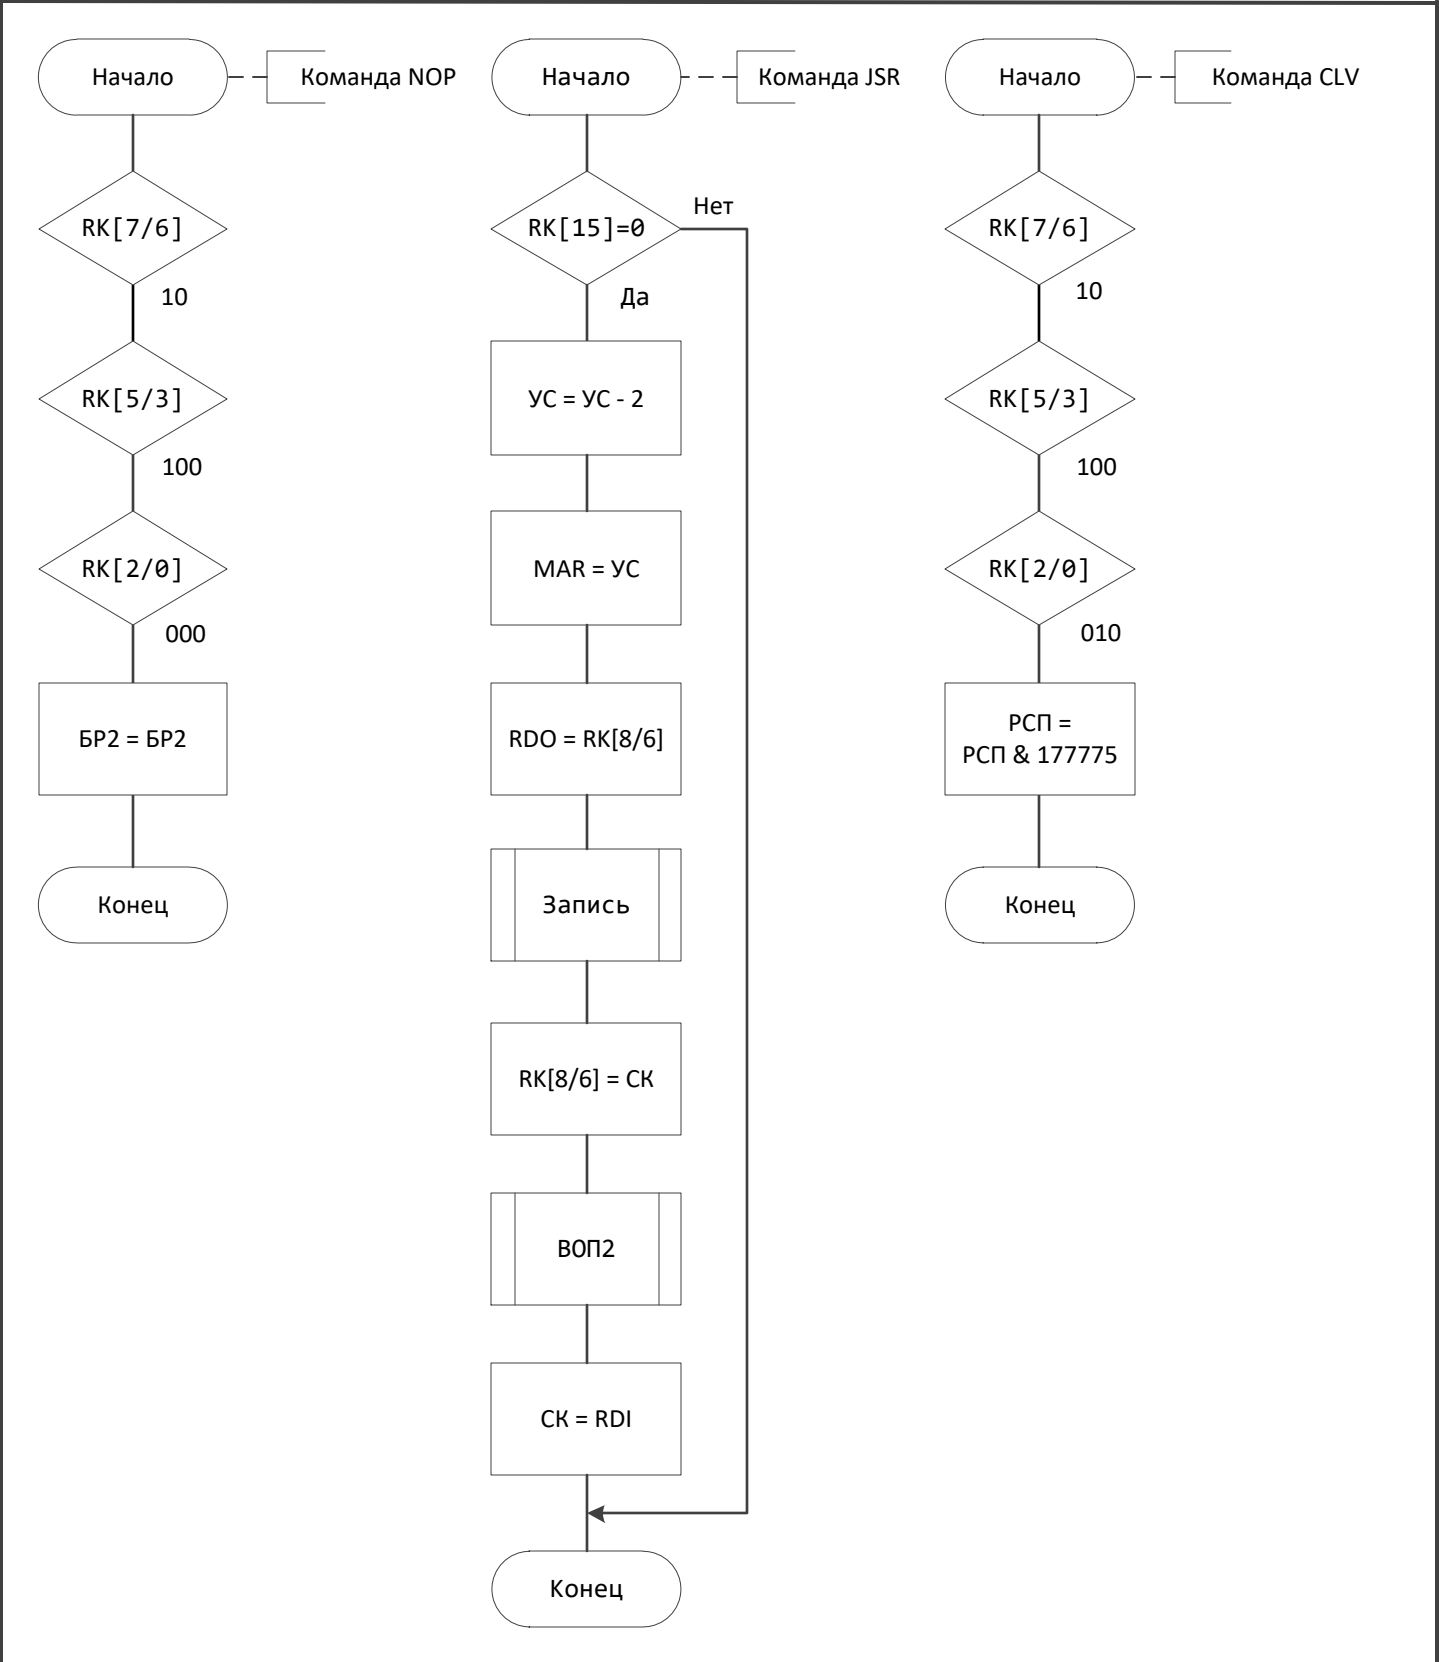 Начало
Команда NOP
RK[7/6]
10
RK[5/3]
100
RK[2/0]
000
БР2 = БР2
Конец
Начало
Команда JSR
RK[15]=0
Нет
Да
УС = УС - 2
MAR = УС
RDO = RK[8/6]
Запись
RK[8/6] = СК
ВОП2
СК = RDI
Конец
Начало
Команда CLV
RK[7/6]
10
RK[5/3]
100
RK[2/0]
010
РСП =
РСП & 177775
Конец